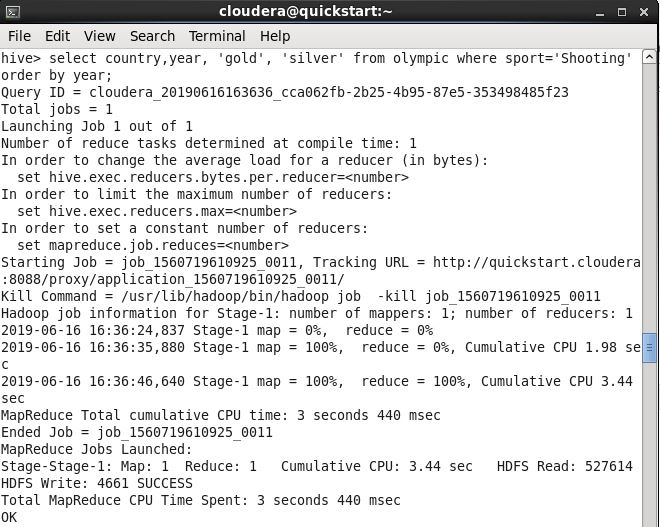 cloudera@quickstart:~
File Edit View Search Terminal Help
hive> select country,year, 'gold', 'silver' from olympic where sport='Shooting'
order by year;
Query ID = cloudera_20190616163636_cca062fb-2b25-4b95-87e5-353498485f23
Total jobs = 1
Launching Job 1 out of 1
Number of reduce tasks determined at compile time: 1
In order to change the average load for a reducer (in bytes):
  set hive.exec.reducers.bytes.per.reducer=<number>
In order to limit the maximum number of reducers:
  set hive.exec.reducers.max=<number>
In order to set a constant number of reducers:
  set mapreduce.job.reduces=<number>
Starting Job = job_1560719610925_0011, Tracking URL = http://quickstart.cloudera
:8088/proxy/application_1560719610925_0011/
Kill Command = /usr/lib/hadoop/bin/hadoop job  -kill job_1560719610925_0011
Hadoop job information for Stage-1: number of mappers: 1; number of reducers: 1
2019-06-16 16:36:24,837 Stage-1 map = 0%,  reduce = 0%
2019-06-16 16:36:35,880 Stage-1 map = 100%,  reduce = 0%, Cumulative CPU 1.98 se
c
2019-06-16 16:36:46,640 Stage-1 map = 100%,  reduce = 100%, Cumulative CPU 3.44
sec
MapReduce Total cumulative CPU time: 3 seconds 440 msec
Ended Job = job_1560719610925_0011
MapReduce Jobs Launched:
Stage-Stage-1: Map: 1  Reduce: 1   Cumulative CPU: 3.44 sec   HDFS Read: 527614
HDFS Write: 4661 SUCCESS
Total MapReduce CPU Time Spent: 3 seconds 440 msec
OK